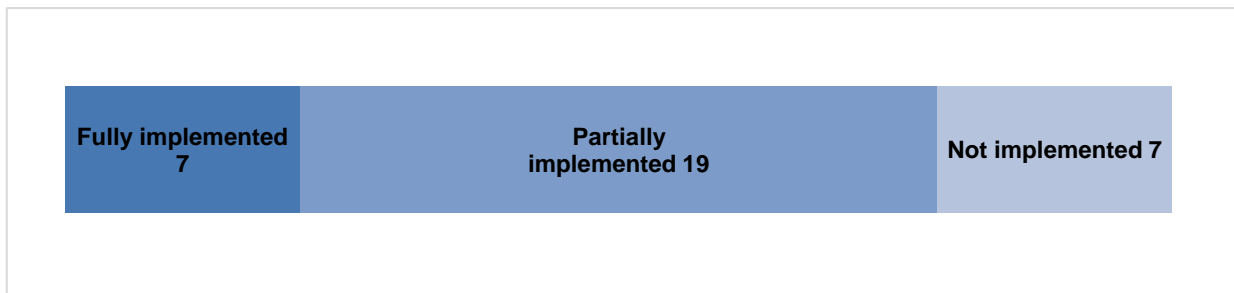 Fully implemented
7
Partially
implemented 19
Not implemented 7